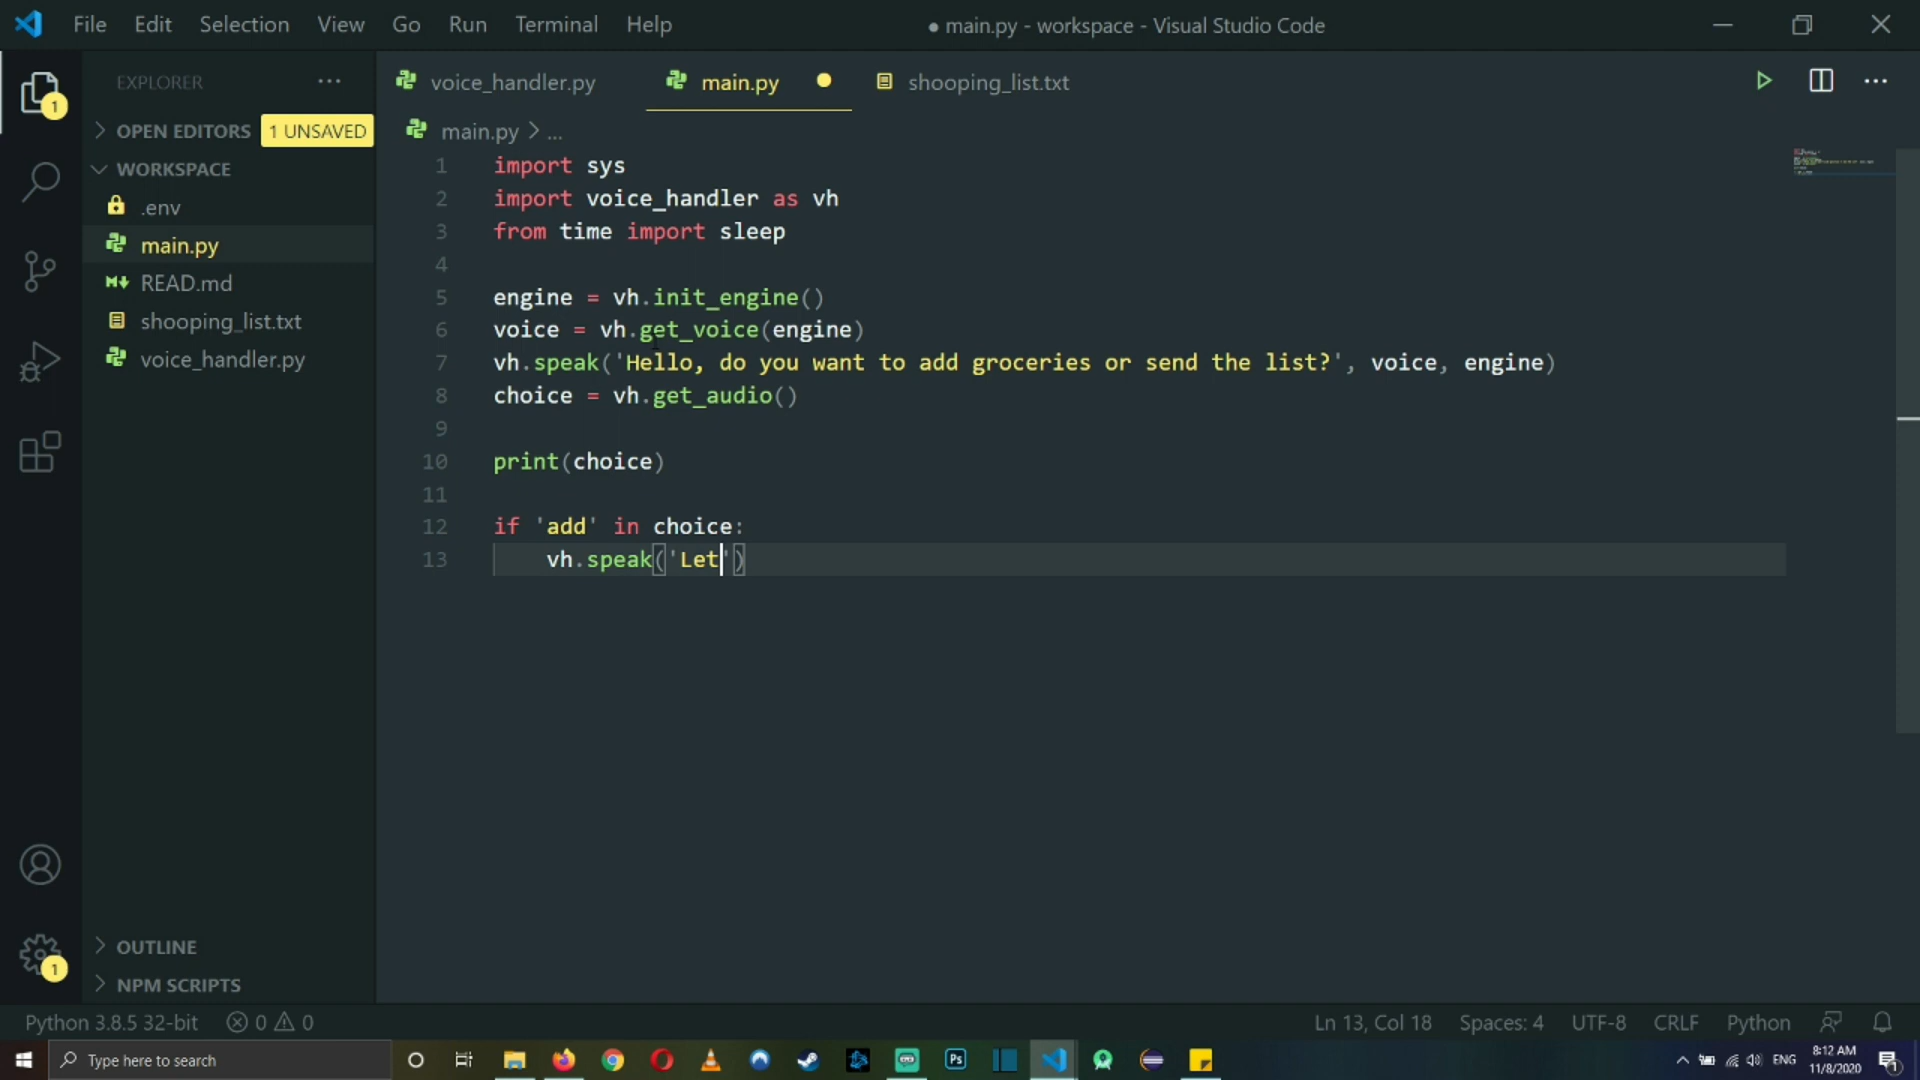 File Edit Selection View Go Run Terminal Help ● main.py - workspace - Visual Studio Code
EXPLORER ··· voice_handler.py main.py ● shooping_list.txt ···
1
OPEN EDITORS 1 UNSAVED
main.py > ...
WORKSPACE
.env
main.py
READ.md
shooping_list.txt
voice_handler.py
1 import sys
2 import voice_handler as vh
3 from time import sleep
4
5 engine = vh.init_engine()
6 voice = vh.get_voice(engine)
7 vh.speak('Hello, do you want to add groceries or send the list?', voice, engine)
8 choice = vh.get_audio()
9
10 print(choice)
11
12 if 'add' in choice:
13     vh.speak('Let')
1
OUTLINE
NPM SCRIPTS
Python 3.8.5 32-bit 0 0 Ln 13, Col 18 Spaces: 4 UTF-8 CRLF Python
Type here to search Ps ENG 8:12 AM
11/8/2020 1